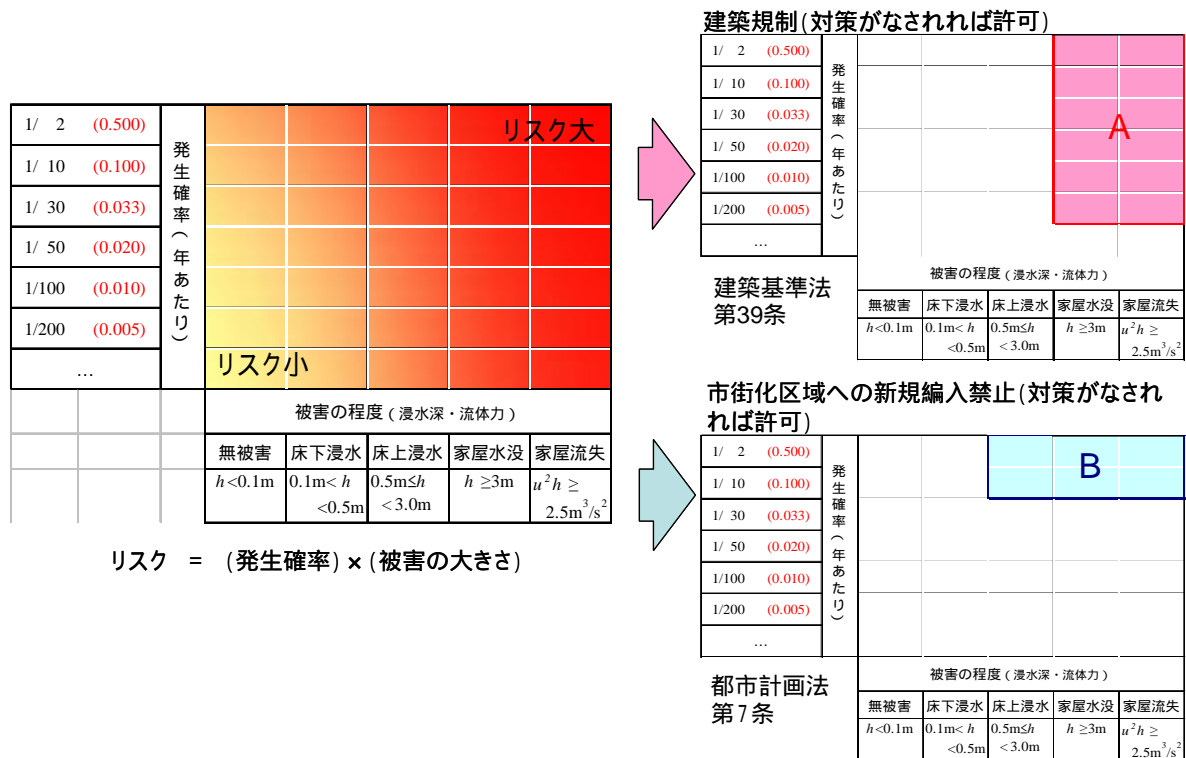 1/ 2 (0.500)
1/ 10 (0.100)
1/ 30 (0.033)
1/ 50 (0.020)
1/100 (0.010)
1/200 (0.005)
…
発生確率(年あたり)
リスク大
リスク小
被害の程度(浸水深・流体力)
無被害 床下浸水 床上浸水 家屋水没 家屋流失
h<0.1m 0.1m< h 0.5m≤h h ≥3m u²h ≥
<0.5m <3.0m 2.5m³/s²
リスク = (発生確率)×(被害の大きさ)
建築規制(対策がなされれば許可)
1/ 2 (0.500)
1/ 10 (0.100)
1/ 30 (0.033)
1/ 50 (0.020)
1/100 (0.010)
1/200 (0.005)
…
発生確率(年あたり)
A
建築基準法
第39条
被害の程度(浸水深・流体力)
無被害 床下浸水 床上浸水 家屋水没 家屋流失
h<0.1m 0.1m< h 0.5m≤h h ≥3m u²h ≥
<0.5m <3.0m 2.5m³/s²
市街化区域への新規編入禁止(対策がなされ
れば許可)
1/ 2 (0.500)
1/ 10 (0.100)
1/ 30 (0.033)
1/ 50 (0.020)
1/100 (0.010)
1/200 (0.005)
…
発生確率(年あたり)
B
都市計画法
第7条
被害の程度(浸水深・流体力)
無被害 床下浸水 床上浸水 家屋水没 家屋流失
h<0.1m 0.1m< h 0.5m≤h h ≥3m u²h ≥
<0.5m <3.0m 2.5m³/s²